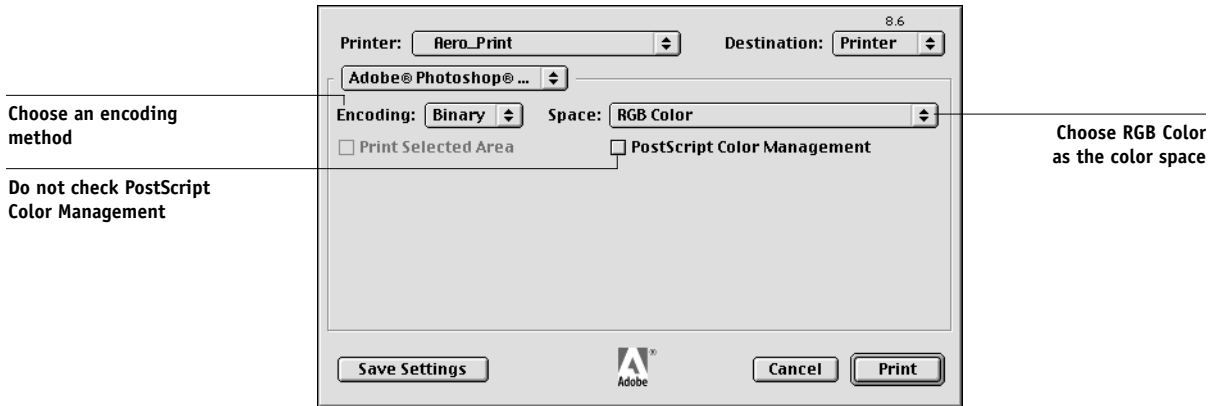 8.6
Printer: Aero_Print Destination: Printer
Adobe® Photoshop® ...
Choose an encoding
method
Encoding: Binary Space: RGB Color
Choose RGB Color
as the color space
Print Selected Area PostScript Color Management
Do not check PostScript
Color Management
Save Settings
Adobe®
Cancel Print